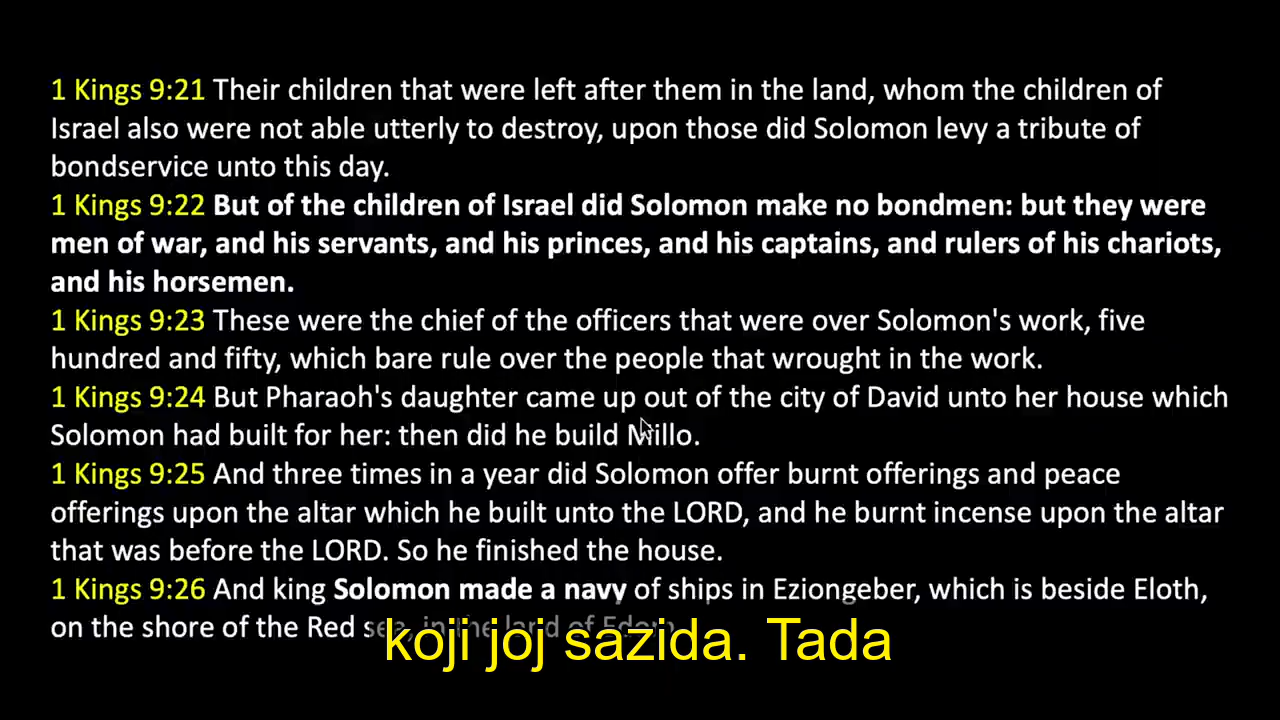 1 Kings 9:21 Their children that were left after them in the land, whom the children of
Israel also were not able utterly to destroy, upon those did Solomon levy a tribute of
bondservice unto this day.
1 Kings 9:22 But of the children of Israel did Solomon make no bondmen: but they were
men of war, and his servants, and his princes, and his captains, and rulers of his chariots,
and his horsemen.
1 Kings 9:23 These were the chief of the officers that were over Solomon's work, five
hundred and fifty, which bare rule over the people that wrought in the work.
1 Kings 9:24 But Pharaoh's daughter came up out of the city of David unto her house which
Solomon had built for her: then did he build Millo.
1 Kings 9:25 And three times in a year did Solomon offer burnt offerings and peace
offerings upon the altar which he built unto the LORD, and he burnt incense upon the altar
that was before the LORD. So he finished the house.
1 Kings 9:26 And king Solomon made a navy of ships in Eziongeber, which is beside Eloth,
on the shore of the Red sea, in the land of Edom.
koji joj sazida. Tada